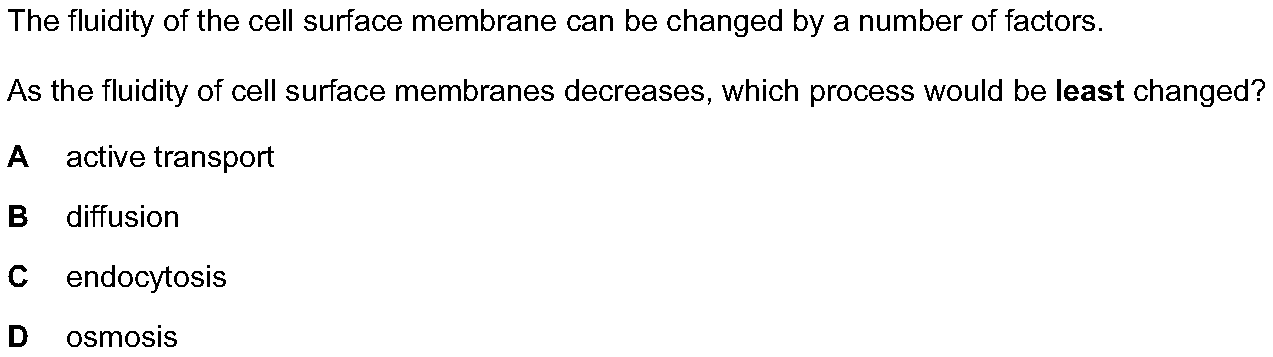 The fluidity of the cell surface membrane can be changed by a number of factors.
As the fluidity of cell surface membranes decreases, which process would be least changed?
A active transport
B diffusion
C endocytosis
D osmosis